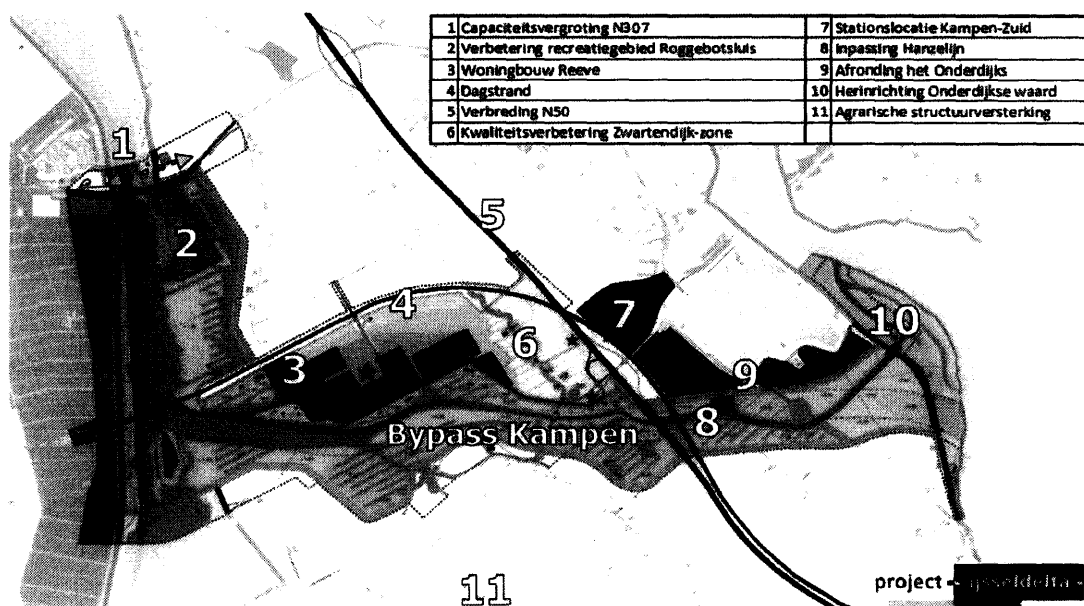 1 Capaciteitsvergroting N307
2 Verbetering recreatiegebied Roggebotsluis
3 Woningbouw Reeve
4 Dagstrand
5 Verbreding N50
6 Kwaliteitsverbetering Zwartendijk-zone
7 Stationslocatie Kampen-Zuid
8 Inpassing Hanzelijn
9 Afronding het Onderdijks
10 Herinrichting Onderdijkse waard
11 Agrarische structuurversterking
1
2
5
4
3
6
7
10
9
8
Bypass Kampen
11
project - ijsseldelta -